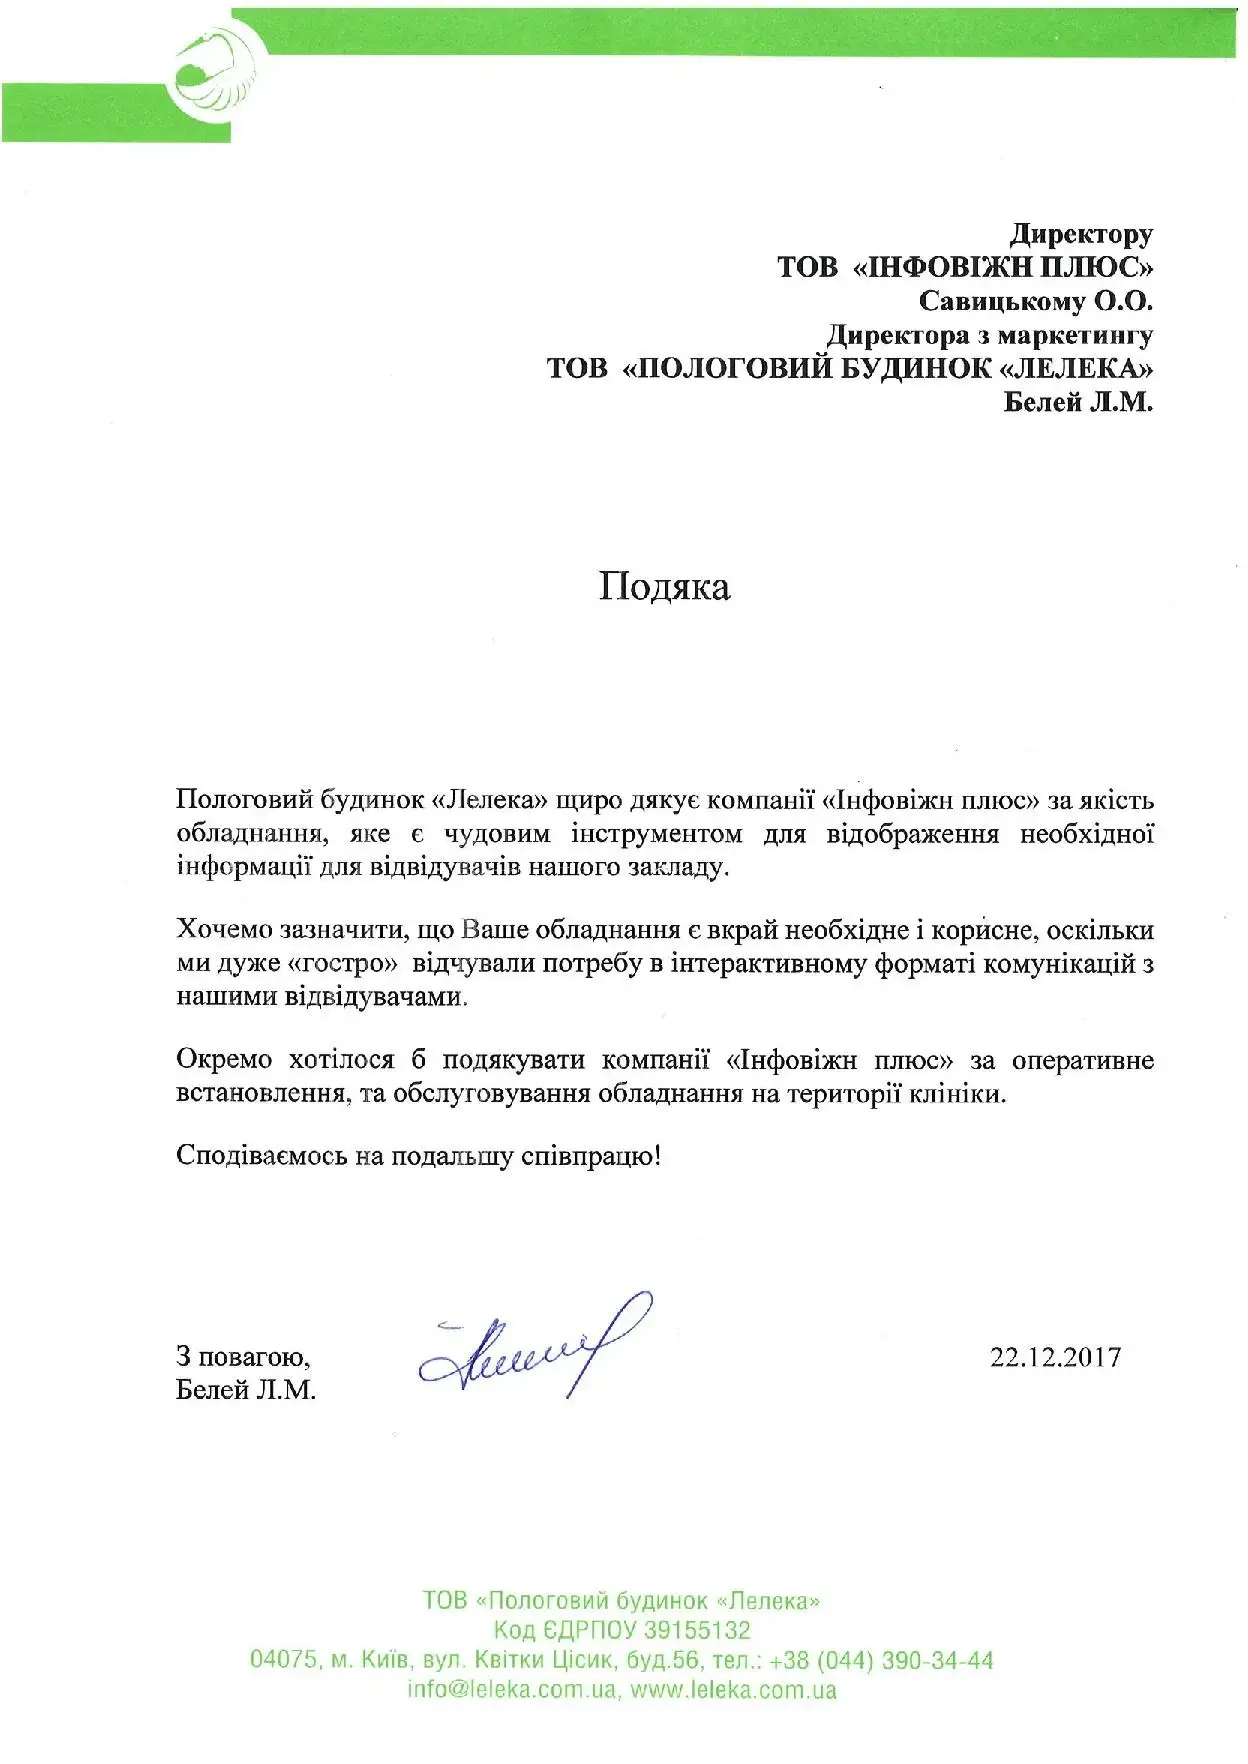 Директору
ТОВ «ІНФОВІЖН ПЛЮС»
Савицькому О.О.
Директора з маркетингу
ТОВ «ПОЛОГОВИЙ БУДИНОК «ЛЕЛЕКА»
Белей Л.М.
Подяка
Пологовий будинок «Лелека» щиро дякує компанії «Інфовіжн плюс» за якість
обладнання, яке є чудовим інструментом для відображення необхідної
інформації для відвідувачів нашого закладу.
Хочемо зазначити, що Ваше обладнання є вкрай необхідне і корисне, оскільки
ми дуже «гостро» відчували потребу в інтерактивному форматі комунікацій з
нашими відвідувачами.
Окремо хотілося б подякувати компанії «Інфовіжн плюс» за оперативне
встановлення, та обслуговування обладнання на території клініки.
Сподіваємось на подальшу співпрацю!
З повагою,
Белей Л.М.
22.12.2017
ТОВ «Пологовий будинок «Лелека»
Код ЄДРПОУ 39155132
04075, м. Київ, вул. Квітки Цісик, буд.56, тел.: +38 (044) 390-34-44
info@leleka.com.ua, www.leleka.com.ua